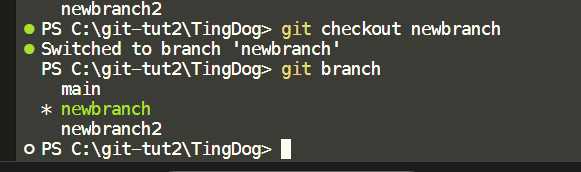 newbranch2
PS C:\git-tut2\TingDog> git checkout newbranch
Switched to branch 'newbranch'
PS C:\git-tut2\TingDog> git branch
main
* newbranch
newbranch2
PS C:\git-tut2\TingDog>